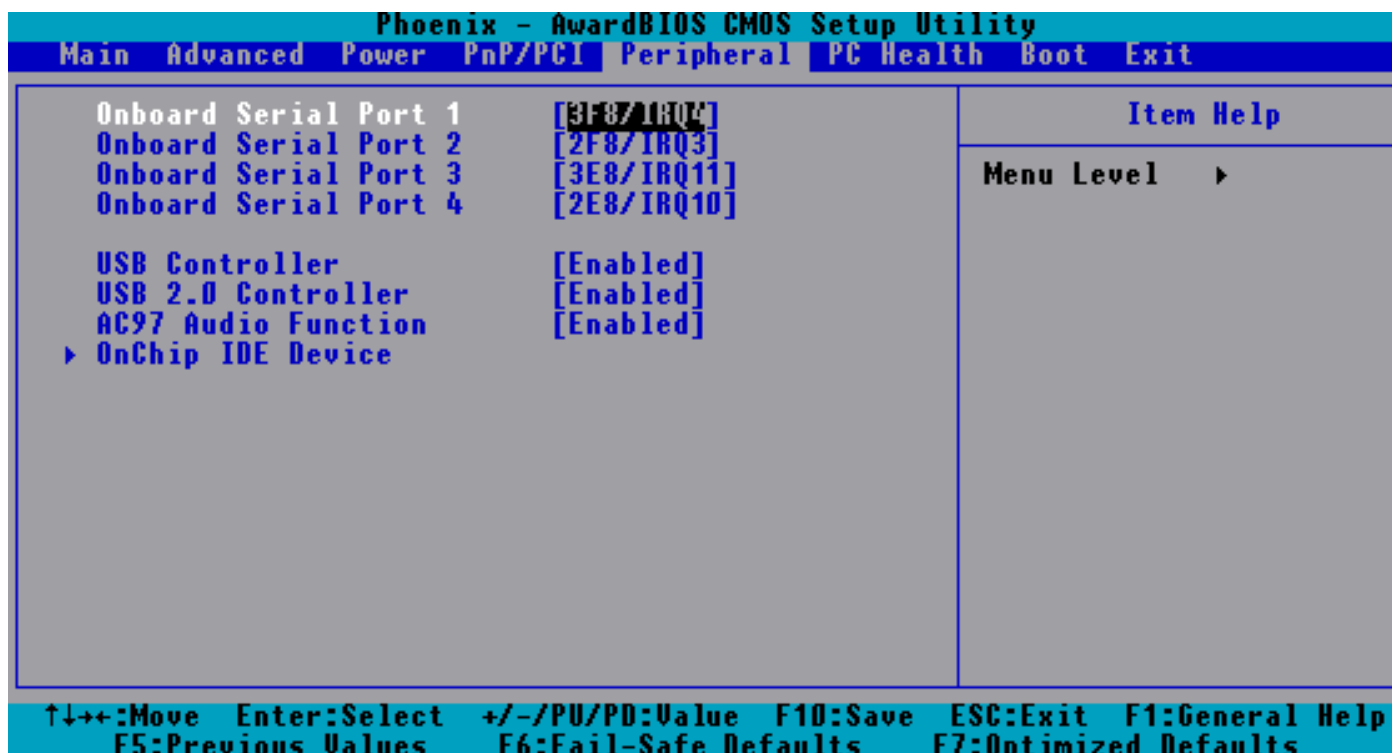 Phoenix - AwardBIOS CMOS Setup Utility
Main Advanced Power PnP/PCI Peripheral PC Health Boot Exit
Onboard Serial Port 1 [3F8/IRQ4]
Onboard Serial Port 2 [2F8/IRQ3]
Onboard Serial Port 3 [3E8/IRQ11]
Onboard Serial Port 4 [2E8/IRQ10]
USB Controller [Enabled]
USB 2.0 Controller [Enabled]
AC97 Audio Function [Enabled]
▸ OnChip IDE Device
Item Help
Menu Level ▸
↑↓→←:Move Enter:Select +/-/PU/PD:Value F10:Save ESC:Exit F1:General Help
F5:Previous Values F6:Fail-Safe Defaults F7:Optimized Defaults